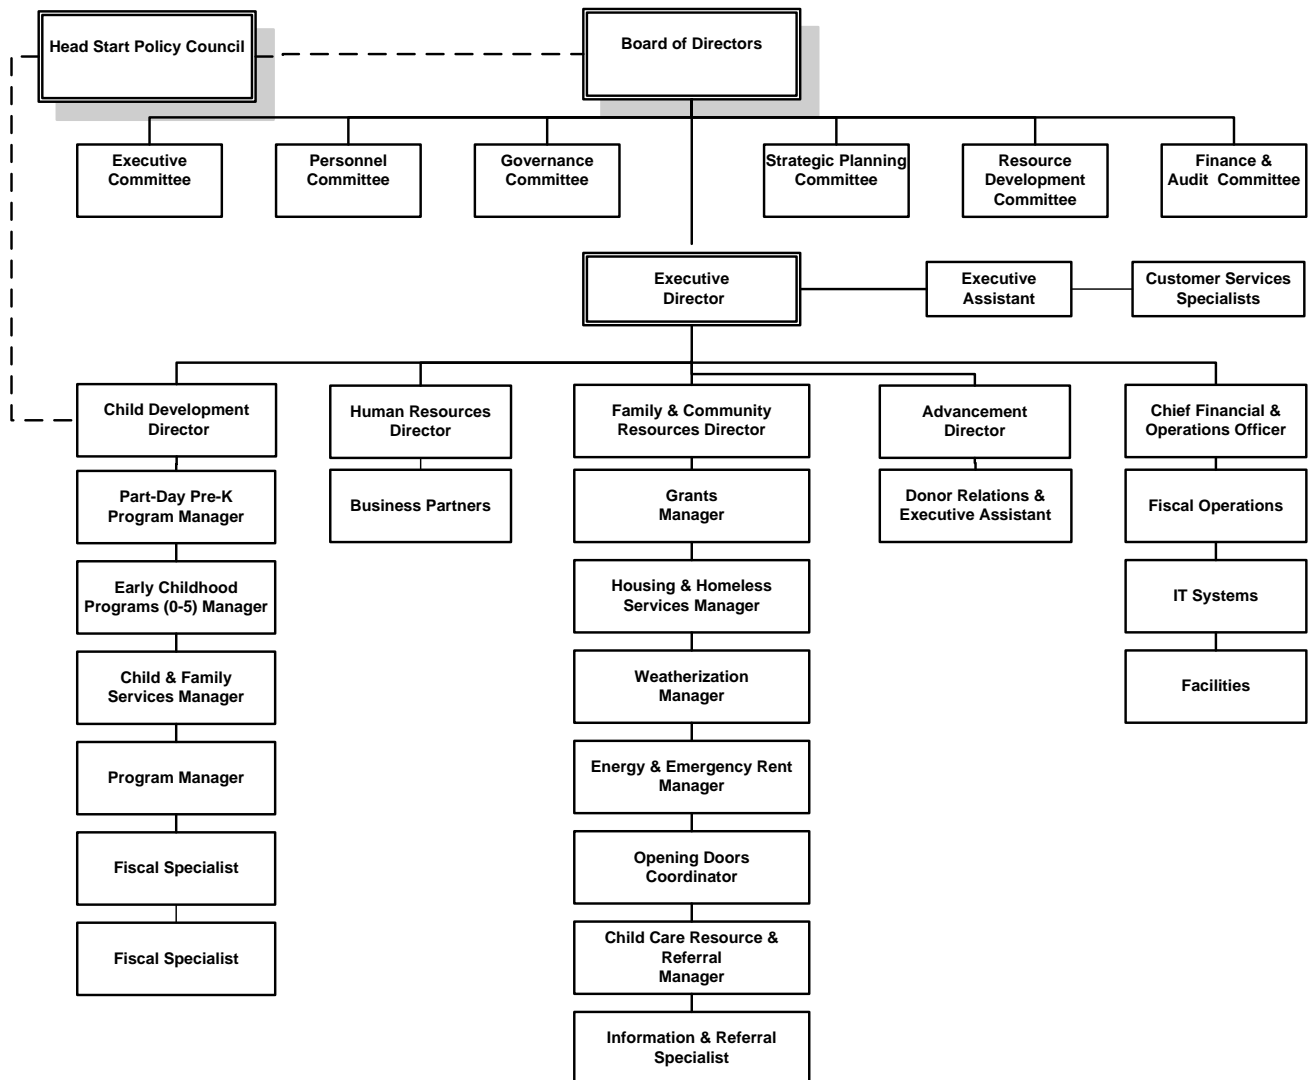 Head Start Policy Council
Board of Directors
Executive
Committee
Personnel
Committee
Governance
Committee
Strategic Planning
Committee
Resource
Development
Committee
Finance &
Audit Committee
Executive
Director
Executive
Assistant
Customer Services
Specialists
Child Development
Director
Human Resources
Director
Family & Community
Resources Director
Advancement
Director
Chief Financial &
Operations Officer
Part-Day Pre-K
Program Manager
Business Partners
Grants
Manager
Donor Relations &
Executive Assistant
Fiscal Operations
Early Childhood
Programs (0-5) Manager
Housing & Homeless
Services Manager
IT Systems
Child & Family
Services Manager
Weatherization
Manager
Facilities
Program Manager
Energy & Emergency Rent
Manager
Fiscal Specialist
Opening Doors
Coordinator
Fiscal Specialist
Child Care Resource &
Referral
Manager
Information & Referral
Specialist